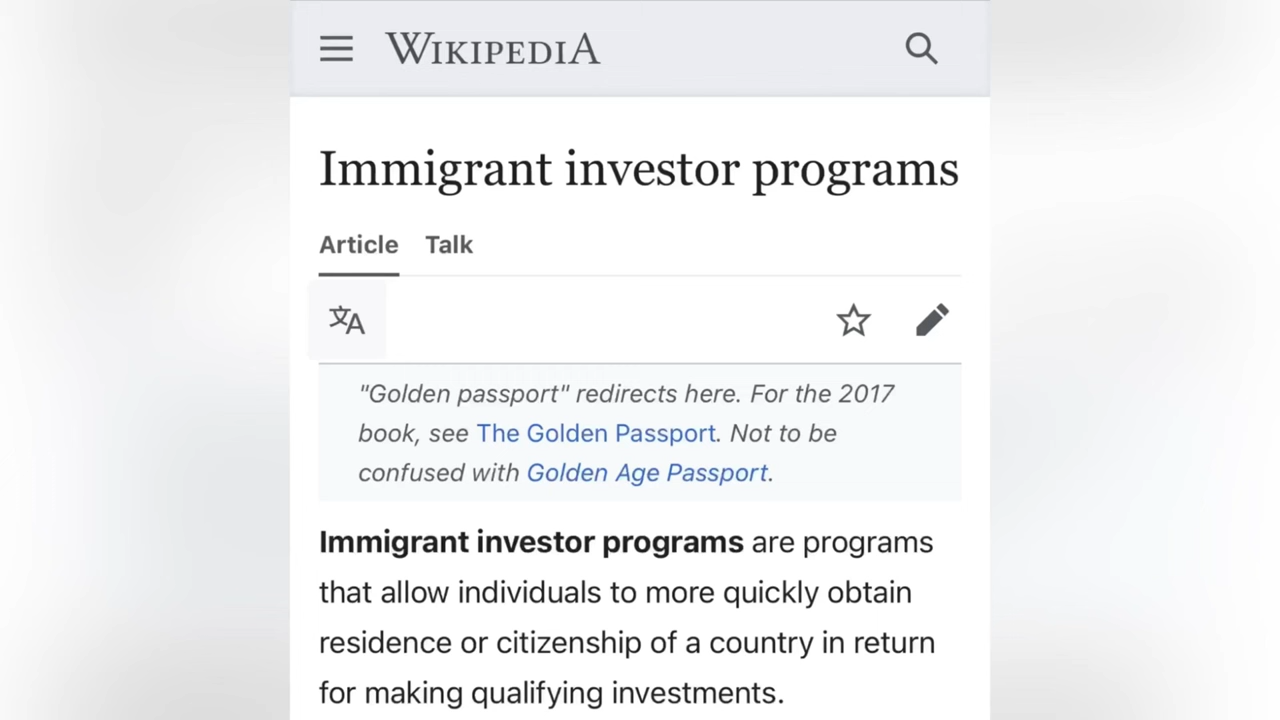 WIKIPEDIA
Immigrant investor programs
Article Talk
文A
"Golden passport" redirects here. For the 2017
book, see The Golden Passport. Not to be
confused with Golden Age Passport.
Immigrant investor programs are programs
that allow individuals to more quickly obtain
residence or citizenship of a country in return
for making qualifying investments.